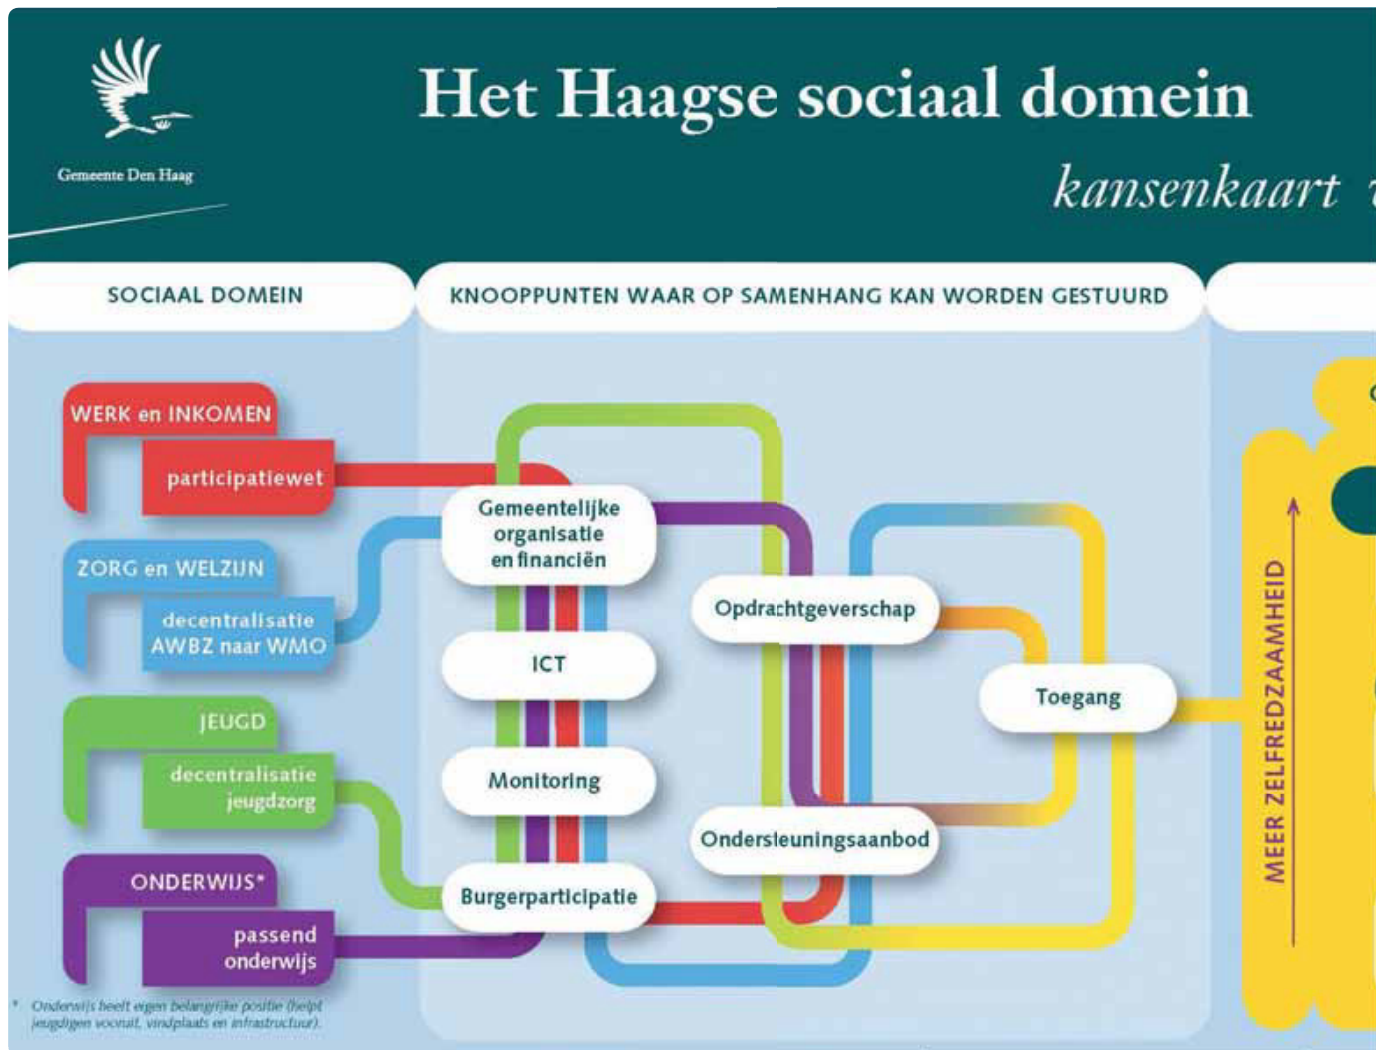 Het Haagse sociaal domein
kansenkaart
Gemeente Den Haag
SOCIAAL DOMEIN
KNOOPPUNTEN WAAR OP SAMENHANG KAN WORDEN GESTUURD
WERK en INKOMEN
participatiewet
ZORG en WELZIJN
decentralisatie
AWBZ naar WMO
JEUGD
decentralisatie
jeugdzorg
ONDERWIJS*
passend
onderwijs
* Onderwijs heeft eigen belangrijke positie (helpt
jeugdigen vooruit, vindplaats en infrastructuur).
Gemeentelijke
organisatie
en financiën
ICT
Monitoring
Burgerparticipatie
Opdrachtgeverschap
Ondersteuningsaanbod
Toegang
MEER ZELFREDZAAMHEID